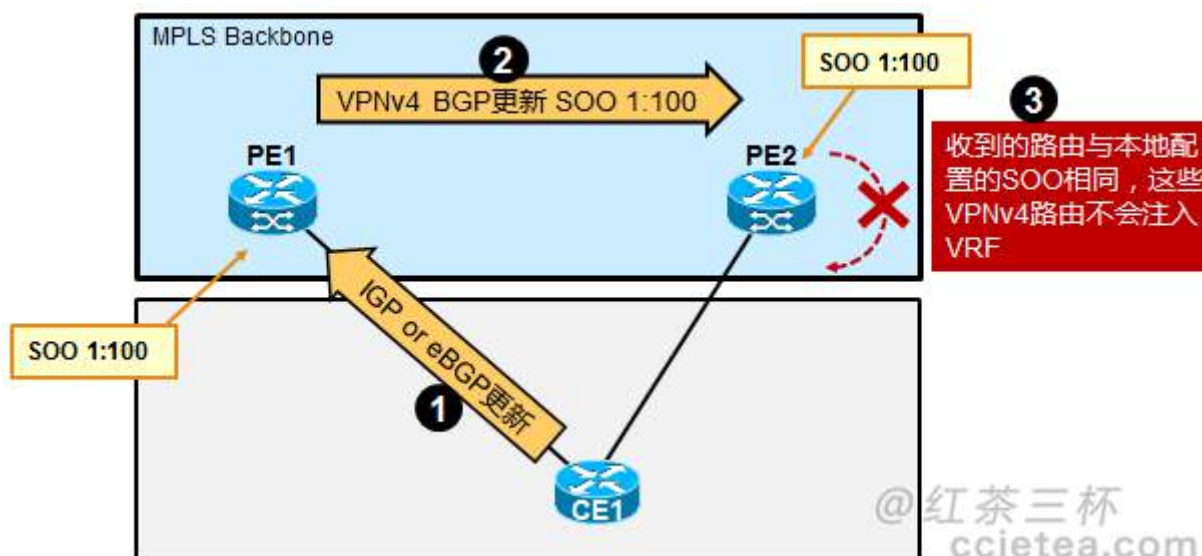 MPLS Backbone
2
SOO 1:100
VPNv4 BGP更新 SOO 1:100
3
PE1
PE2
收到的路由与本地配
置的SOO相同，这些
VPNv4路由不会注入
VRF
SOO 1:100
IGP or eBGP更新
1
CE1
@红茶三杯
ccietea.com